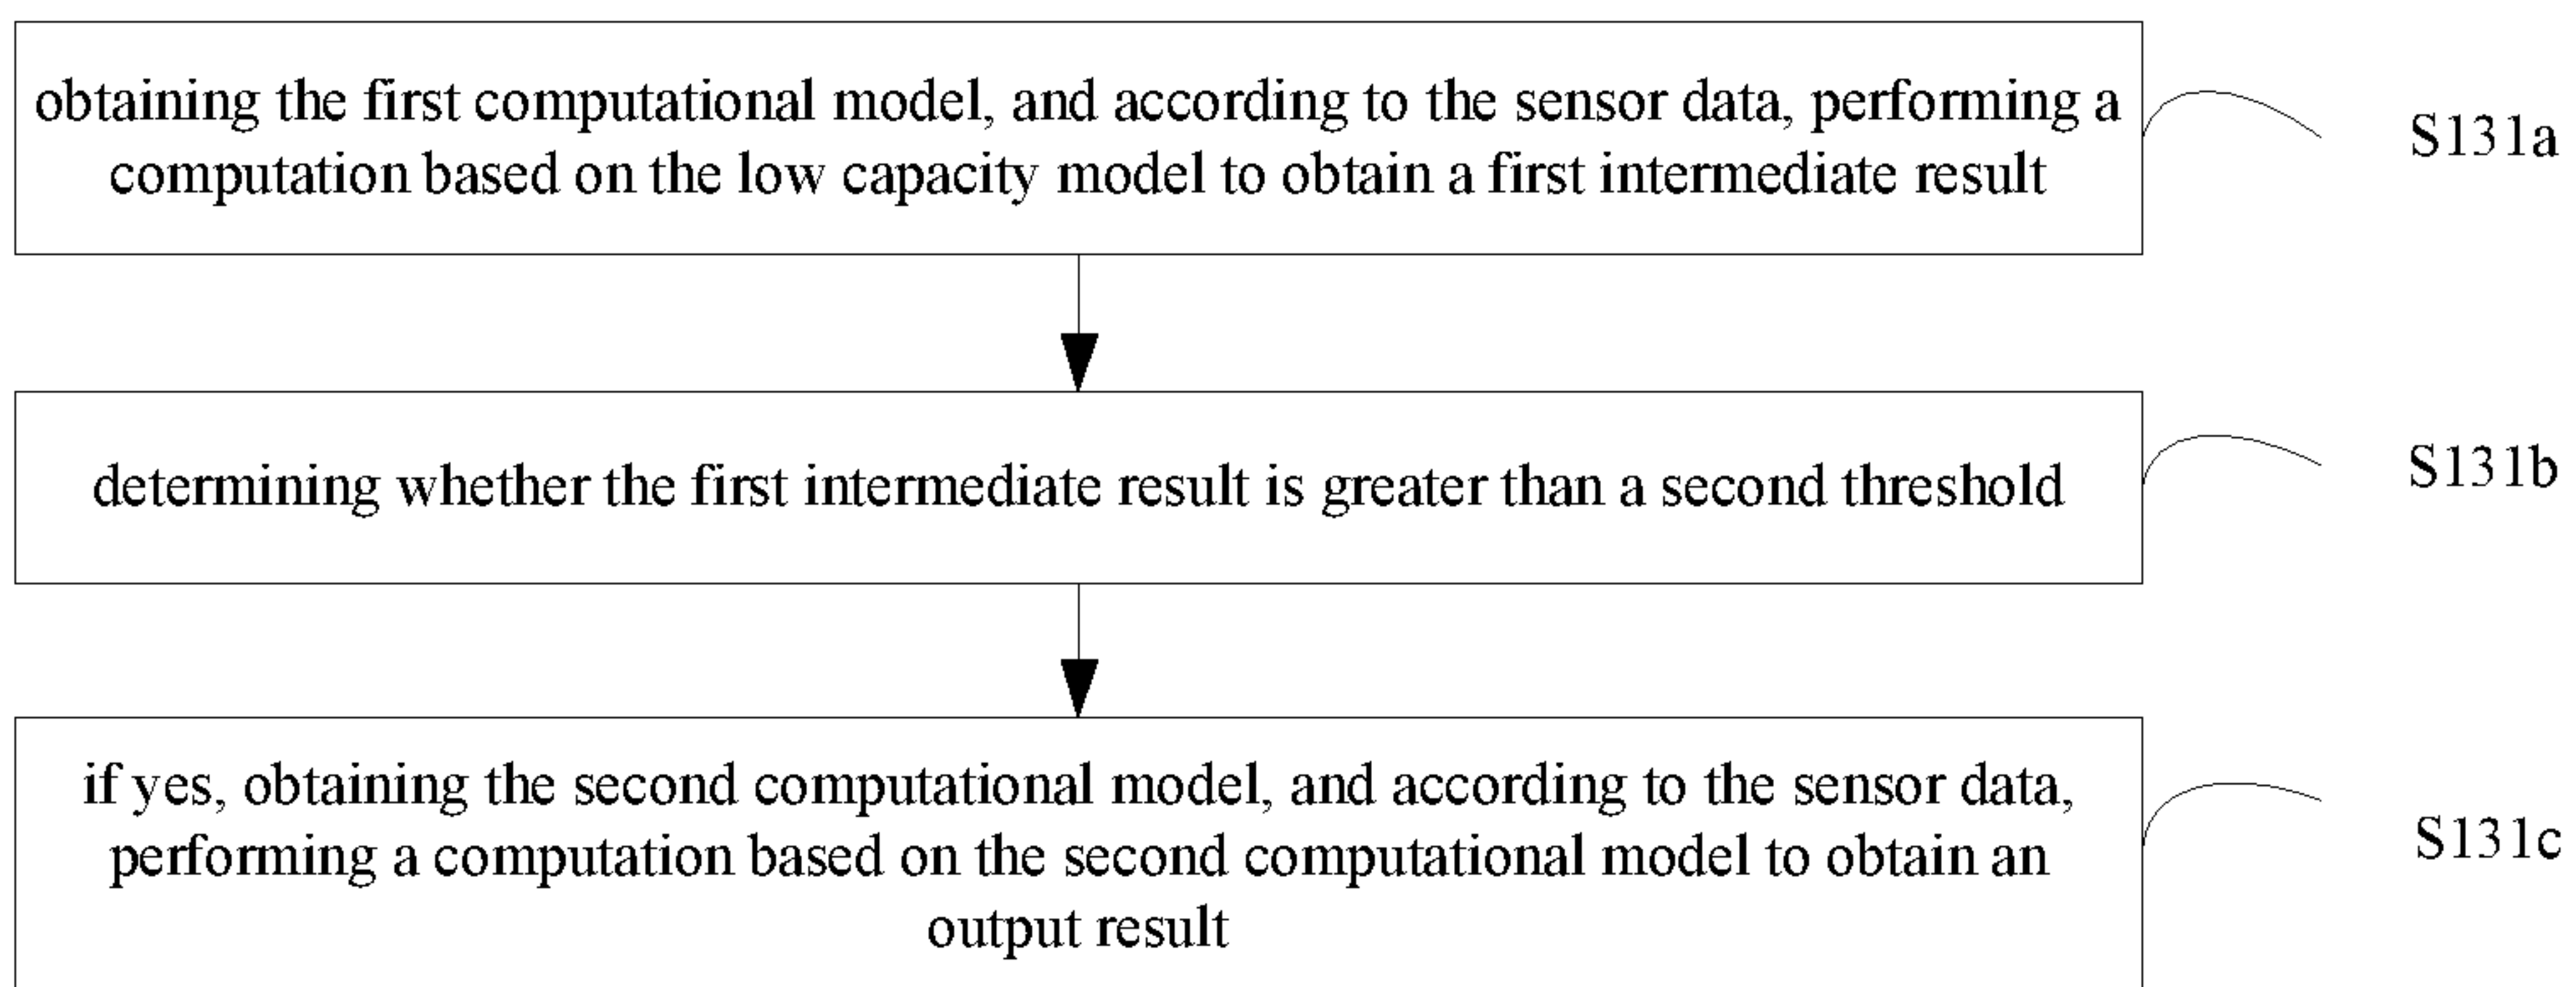 obtaining the first computational model, and according to the sensor data, performing a
computation based on the low capacity model to obtain a first intermediate result
S131a
determining whether the first intermediate result is greater than a second threshold
S131b
if yes, obtaining the second computational model, and according to the sensor data,
performing a computation based on the second computational model to obtain an
output result
S131c